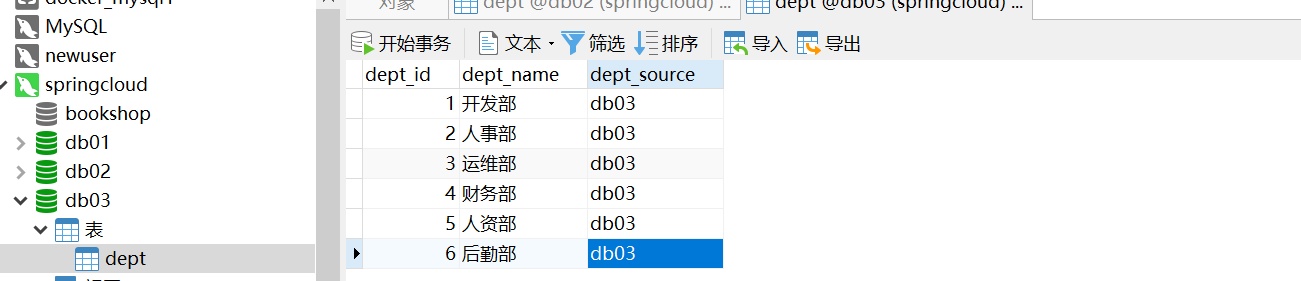 docker_mysql1
MySQL
newuser
springcloud
bookshop
db01
db02
db03
表
dept
对象
dept @db02 (springcloud) ...
dept @db03 (springcloud) ...
开始事务 文本 筛选 排序 导入 导出
dept_id dept_name dept_source
1 开发部 db03
2 人事部 db03
3 运维部 db03
4 财务部 db03
5 人资部 db03
6 后勤部 db03